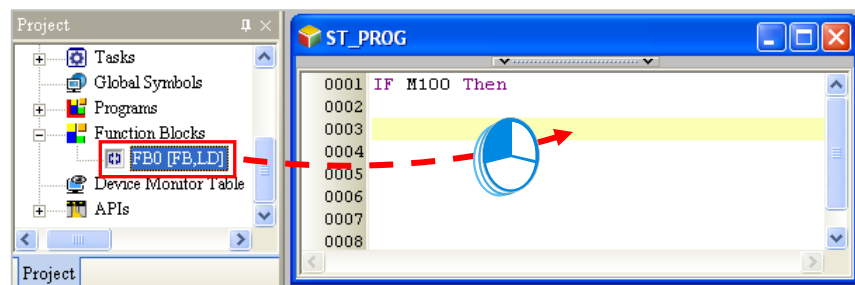 Project
Tasks
Global Symbols
Programs
Function Blocks
FB0 [FB,LD]
Device Monitor Table
APIs
Project
ST_PROG
0001 IF M100 Then
0002
0003
0004
0005
0006
0007
0008